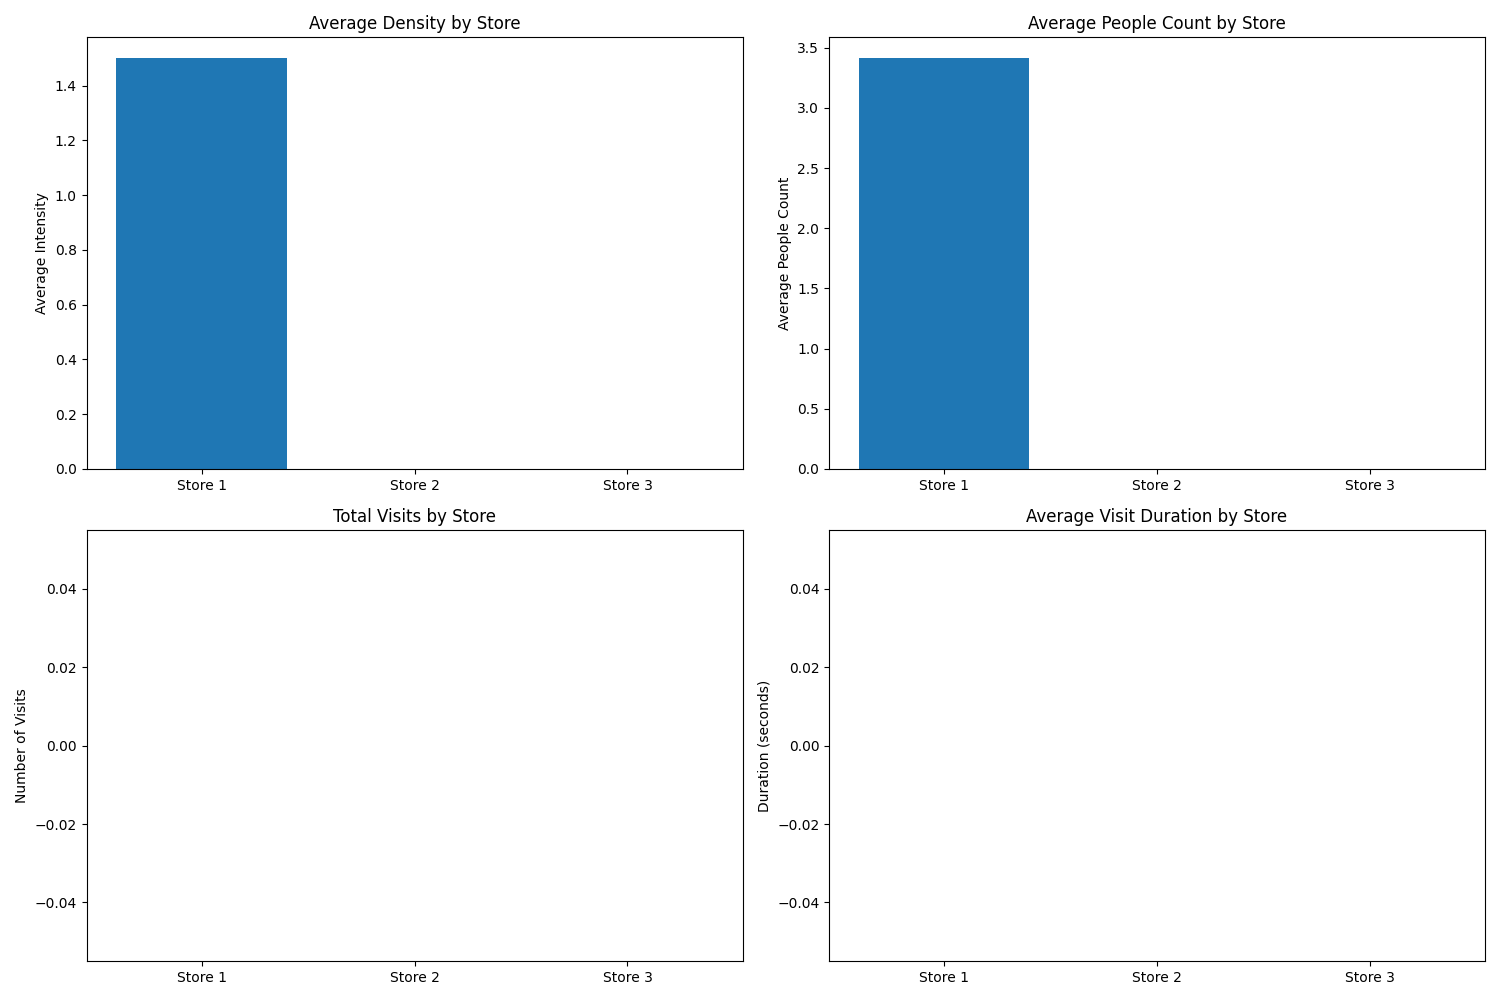 Average Density by Store
Average Intensity
1.4
1.2
1.0
0.8
0.6
0.4
0.2
0.0
Store 1 Store 2 Store 3
Average People Count by Store
Average People Count
3.5
3.0
2.5
2.0
1.5
1.0
0.5
0.0
Store 1 Store 2 Store 3
Total Visits by Store
Number of Visits
0.04
0.02
0.00
−0.02
−0.04
Store 1 Store 2 Store 3
Average Visit Duration by Store
Duration (seconds)
0.04
0.02
0.00
−0.02
−0.04
Store 1 Store 2 Store 3